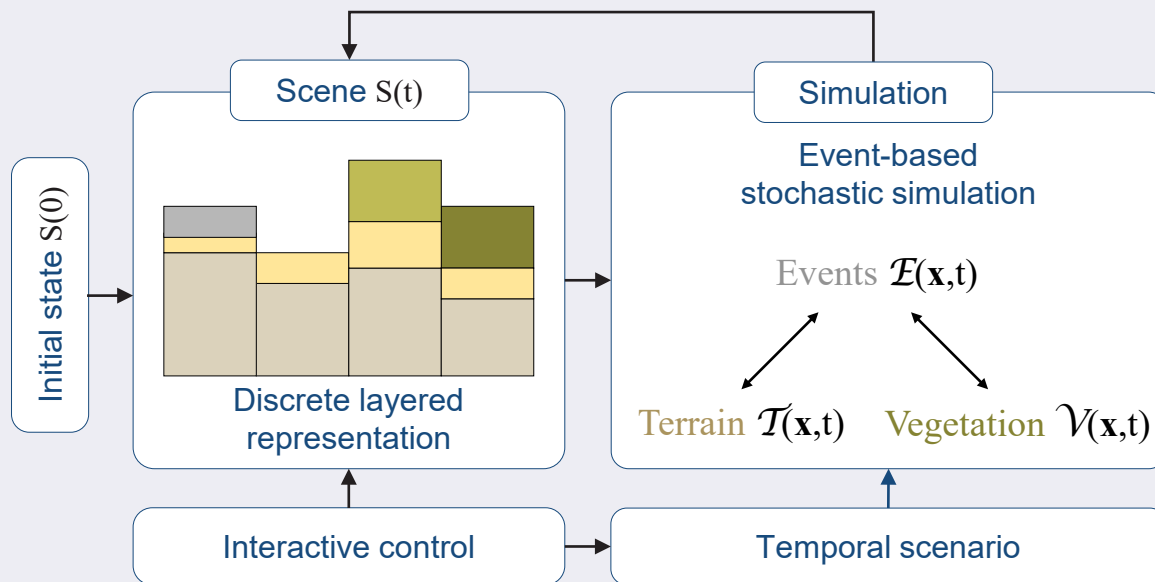 Scene S(t)
Simulation
Initial state S(0)
Event-based
stochastic simulation
Events ℰ(x,t)
Discrete layered
representation
Terrain 𝒯(x,t)
Vegetation 𝒱(x,t)
Interactive control
Temporal scenario